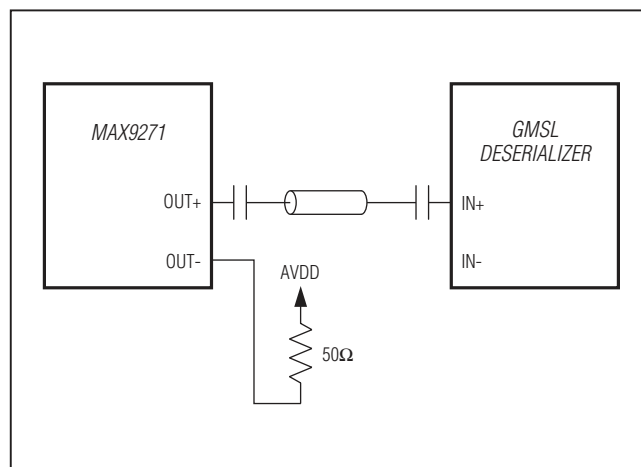 MAX9271
GMSL
DESERIALIZER
OUT+
IN+
OUT-
IN-
AVDD
50Ω